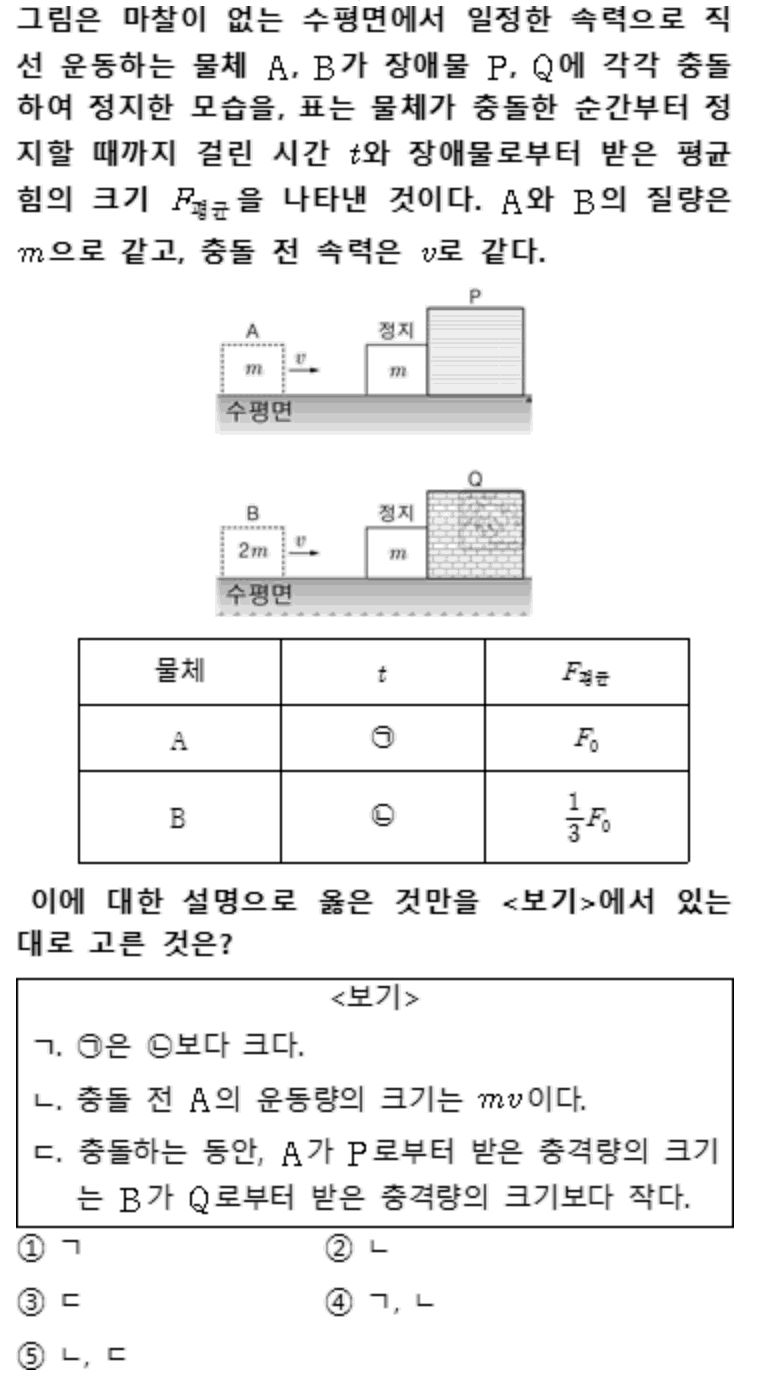 그림은 마찰이 없는 수평면에서 일정한 속력으로 직
선 운동하는 물체 A, B가 장애물 P, Q에 각각 충돌
하여 정지한 모습을, 표는 물체가 충돌한 순간부터 정
지할 때까지 걸린 시간 t와 장애물로부터 받은 평균
힘의 크기 F평균을 나타낸 것이다. A와 B의 질량은
m으로 같고, 충돌 전 속력은 v로 같다.
P
A 정지
m v m
수평면
Q
B 정지
2m v m
수평면
물체 t F평균
A ㉠ F₀
B ㉡ 1/3 F₀
이에 대한 설명으로 옳은 것만을 <보기>에서 있는
대로 고른 것은?
<보기>
ㄱ. ㉠은 ㉡보다 크다.
ㄴ. 충돌 전 A의 운동량의 크기는 mv이다.
ㄷ. 충돌하는 동안, A가 P로부터 받은 충격량의 크기
는 B가 Q로부터 받은 충격량의 크기보다 작다.
① ㄱ ② ㄴ
③ ㄷ ④ ㄱ, ㄴ
⑤ ㄴ, ㄷ